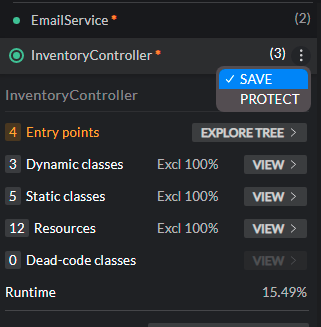 EmailService * (2)
InventoryController * (3)
✓ SAVE
PROTECT
InventoryController
4 Entry points EXPLORE TREE >
3 Dynamic classes Excl 100% VIEW >
5 Static classes Excl 100% VIEW >
12 Resources Excl 100% VIEW >
0 Dead-code classes VIEW >
Runtime 15.49%